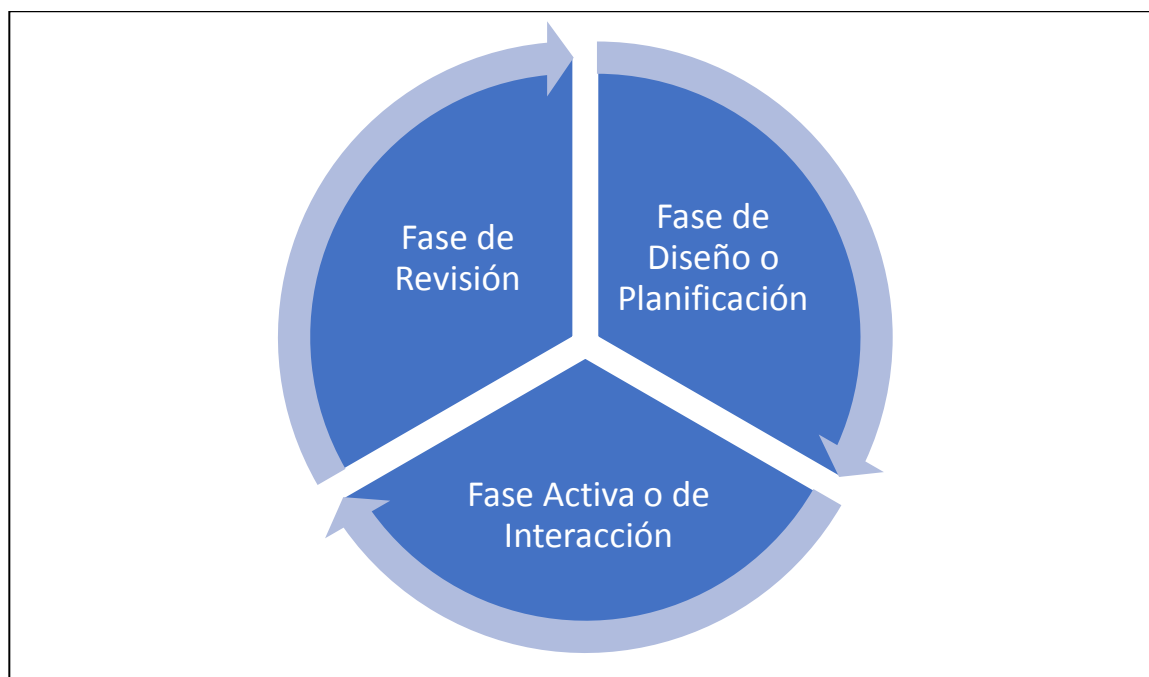 Fase de
Revisión
Fase de
Diseño o
Planificación
Fase Activa o de
Interacción